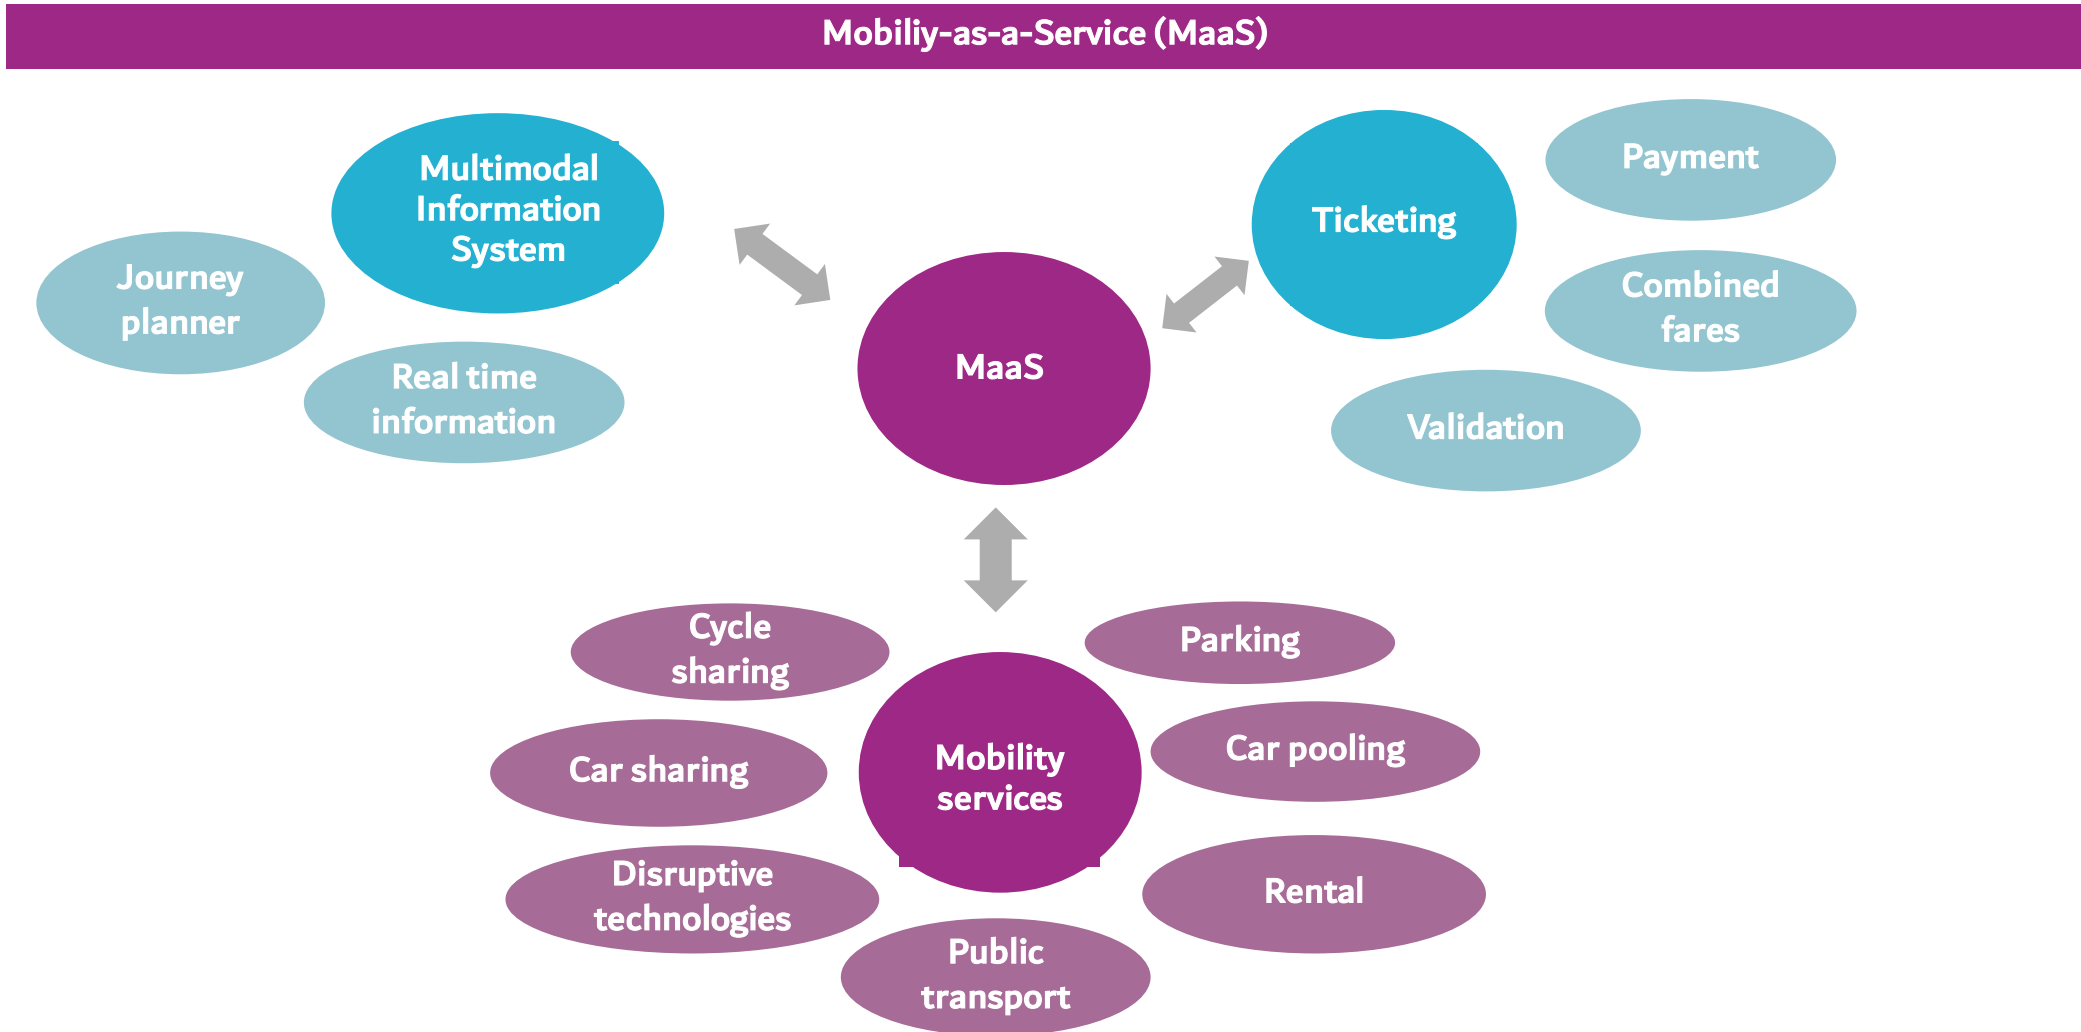 Mobiliy-as-a-Service (MaaS)
Multimodal
Information
System
Journey
planner
Real time
information
MaaS
Ticketing
Payment
Combined
fares
Validation
Cycle
sharing
Parking
Car sharing
Mobility
services
Car pooling
Disruptive
technologies
Rental
Public
transport